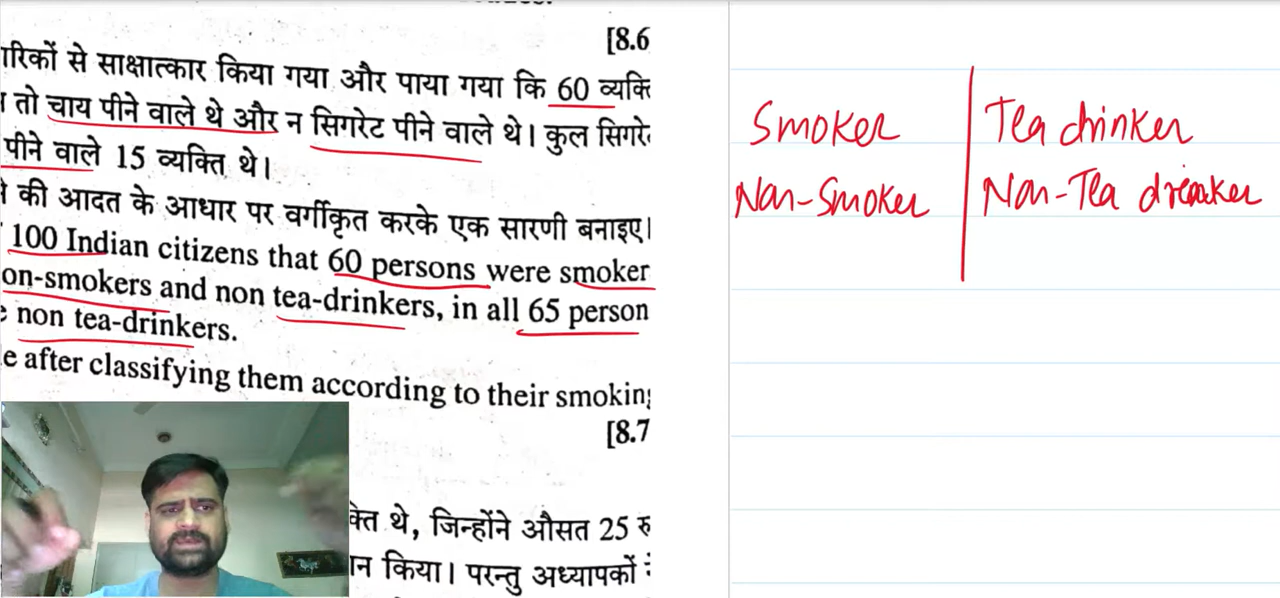 [8.6
गरिकों से साक्षात्कार किया गया और पाया गया कि 60 व्यक्ति
तो चाय पीने वाले थे और न सिगरेट पीने वाले थे। कुल सिगरे
पीने वाले 15 व्यक्ति थे।
की आदत के आधार पर वर्गीकृत करके एक सारणी बनाइए।
100 Indian citizens that 60 persons were smoker
on-smokers and non tea-drinkers, in all 65 person
non tea-drinkers.
e after classifying them according to their smoking
[8.7
क्ति थे, जिन्होंने औसत 25 रु
ान किया। परन्तु अध्यापकों ने
Smoker
Non-Smoker
Tea drinker
Non-Tea drinker